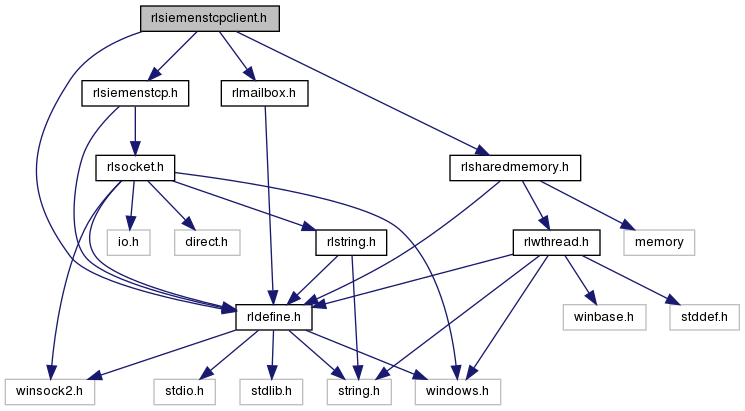 rlsiemenstcpclient.h
rlsiemenstcp.h
rlmailbox.h
rlsocket.h
rlsharedmemory.h
io.h
direct.h
rlstring.h
rlwthread.h
memory
rldefine.h
winbase.h
stddef.h
winsock2.h
stdio.h
stdlib.h
string.h
windows.h